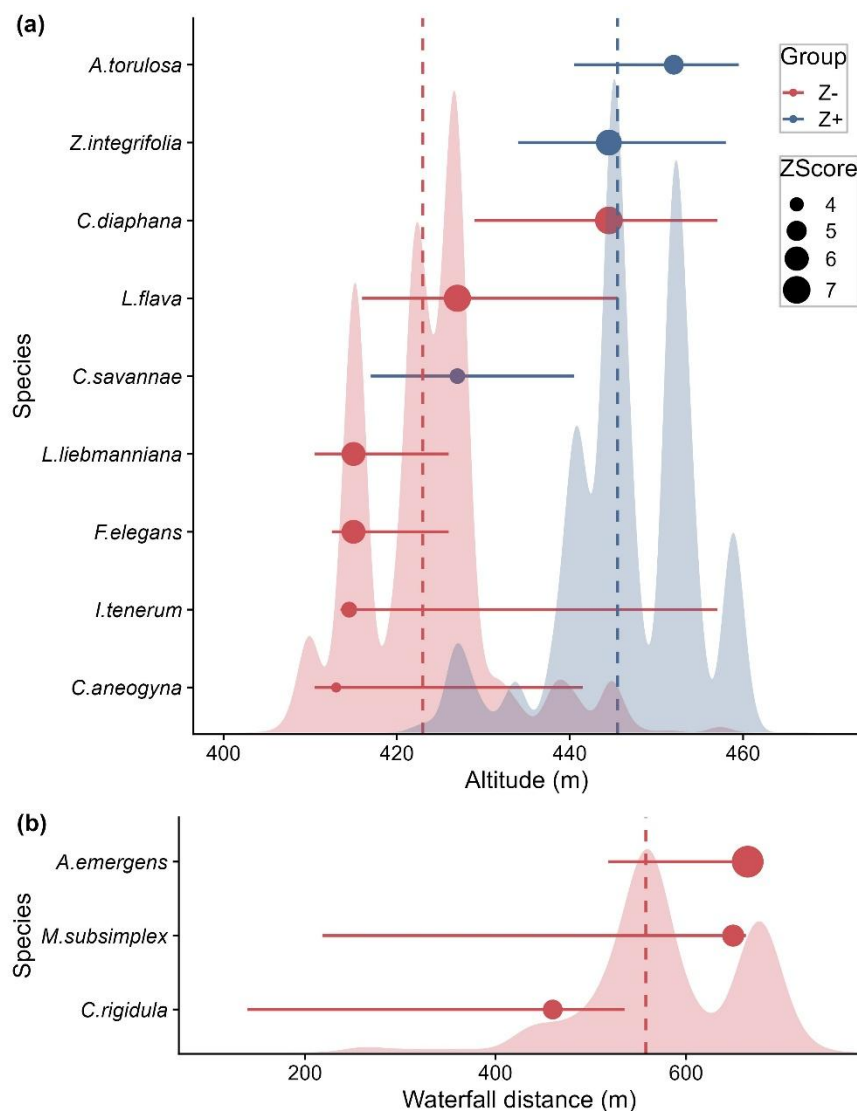 (a)
A.torulosa
Z.integrifolia
C.diaphana
L.flava
C.savannae
L.liebmanniana
F.elegans
I.tenerum
C.aneogyna
Species
400 420 440 460
Altitude (m)
Group
Z-
Z+
ZScore
4
5
6
7
(b)
A.emergens
M.subsimplex
C.rigidula
Species
200 400 600
Waterfall distance (m)